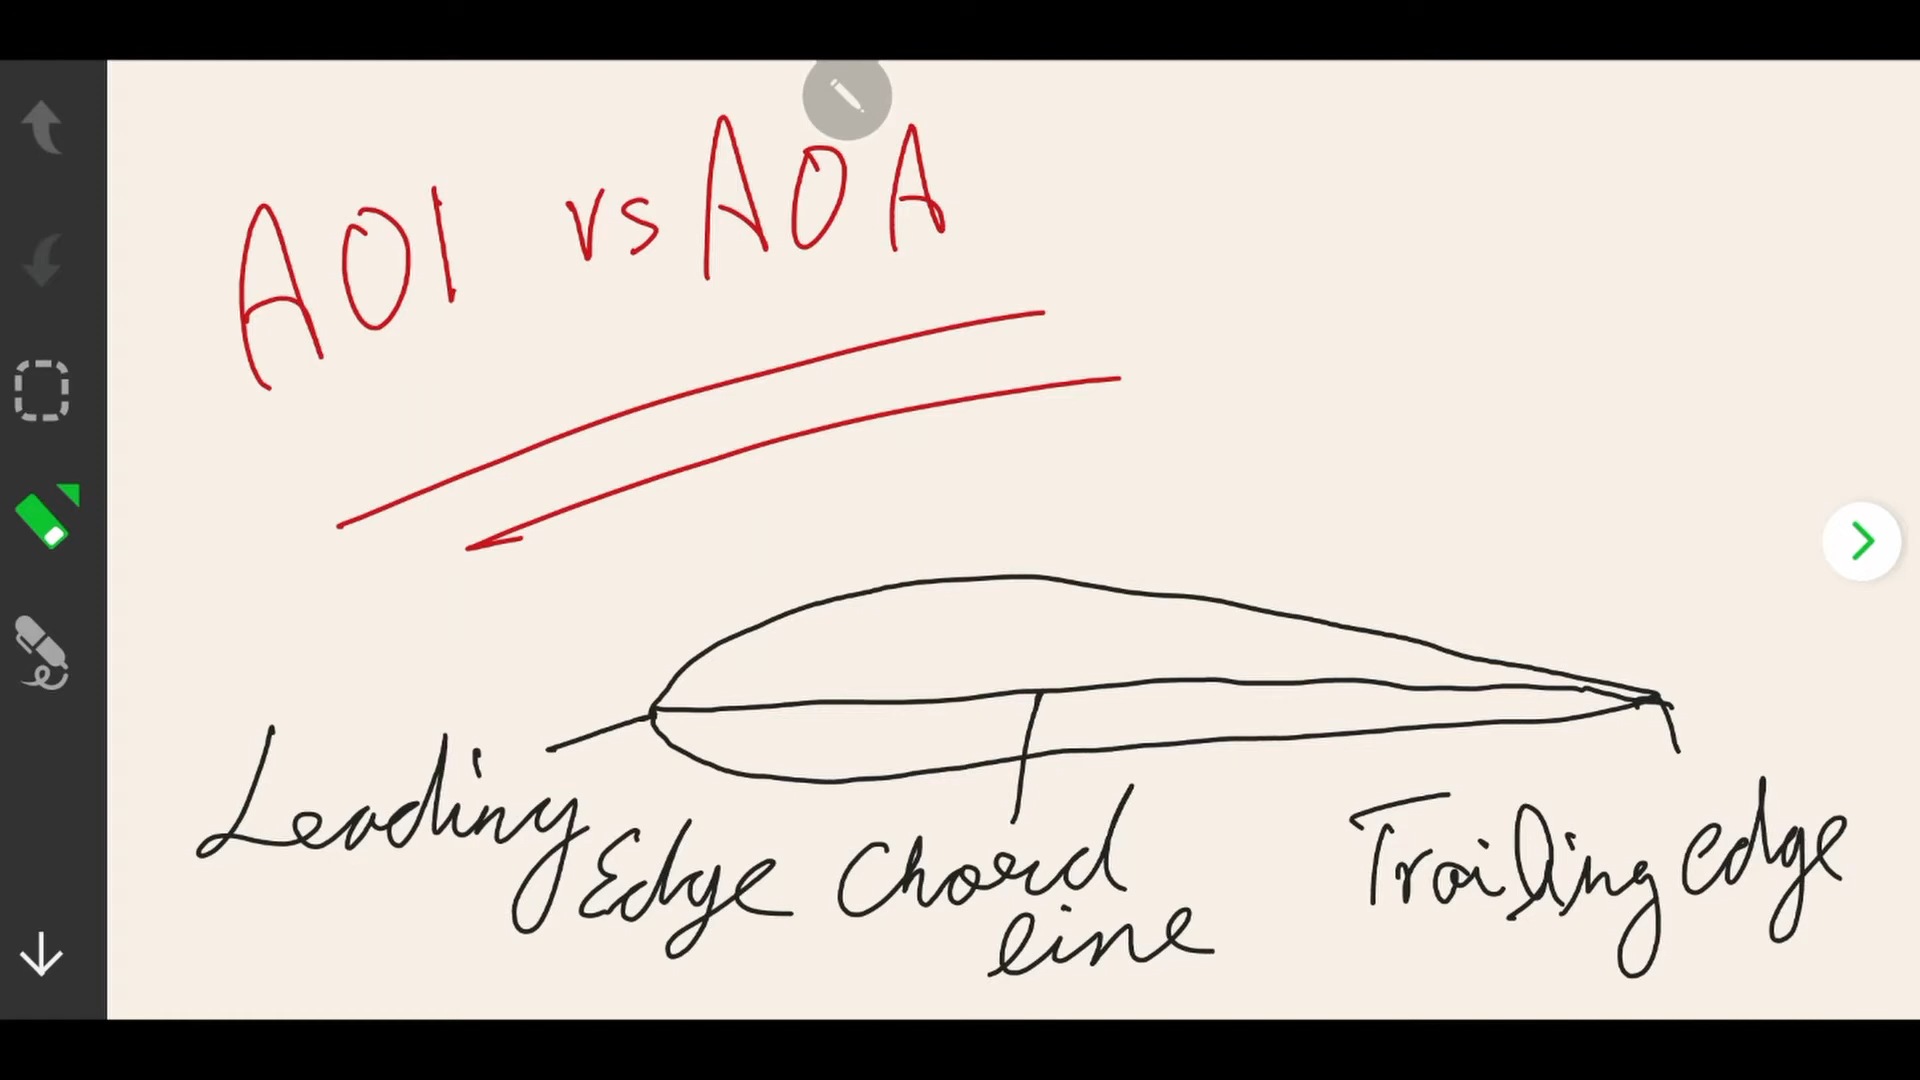 AOI vs AOA
Leading
Edge
Chord
line
Trailing edge